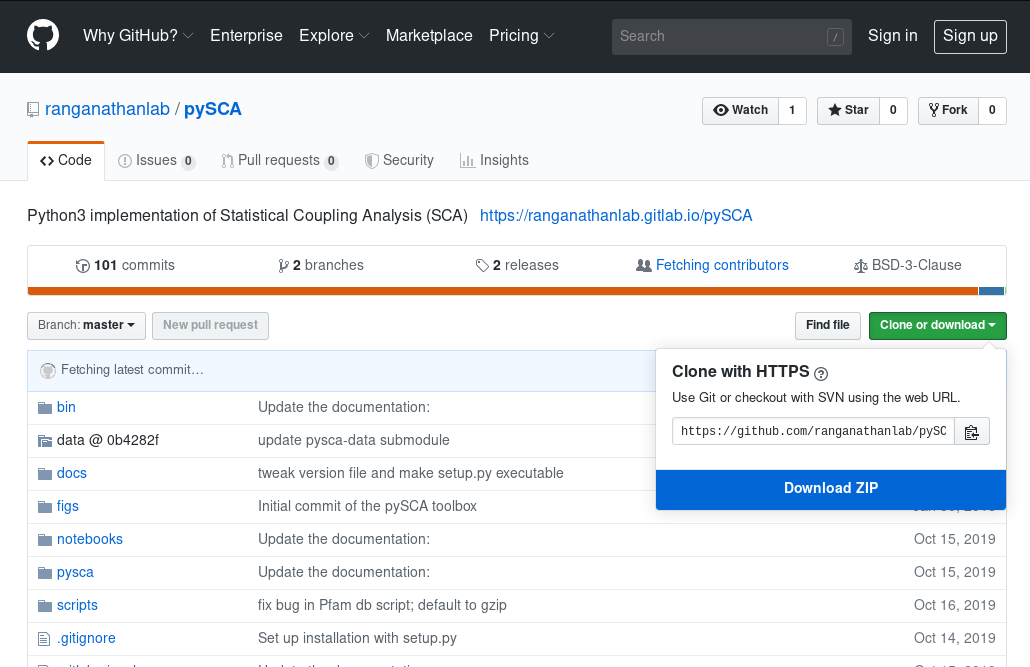 Why GitHub? Enterprise Explore Marketplace Pricing Search / Sign in Sign up
ranganathanlab / pySCA Watch 1 Star 0 Fork 0
Code Issues 0 Pull requests 0 Security Insights
Python3 implementation of Statistical Coupling Analysis (SCA) https://ranganathanlab.gitlab.io/pySCA
101 commits 2 branches 2 releases Fetching contributors BSD-3-Clause
Branch: master New pull request Find file Clone or download
Fetching latest commit…
Clone with HTTPS ?
Use Git or checkout with SVN using the web URL.
https://github.com/ranganathanlab/pySC
Download ZIP
bin Update the documentation:
data @ 0b4282f update pysca-data submodule
docs tweak version file and make setup.py executable
figs Initial commit of the pySCA toolbox
notebooks Update the documentation: Oct 15, 2019
pysca Update the documentation: Oct 15, 2019
scripts fix bug in Pfam db script; default to gzip Oct 16, 2019
.gitignore Set up installation with setup.py Oct 14, 2019